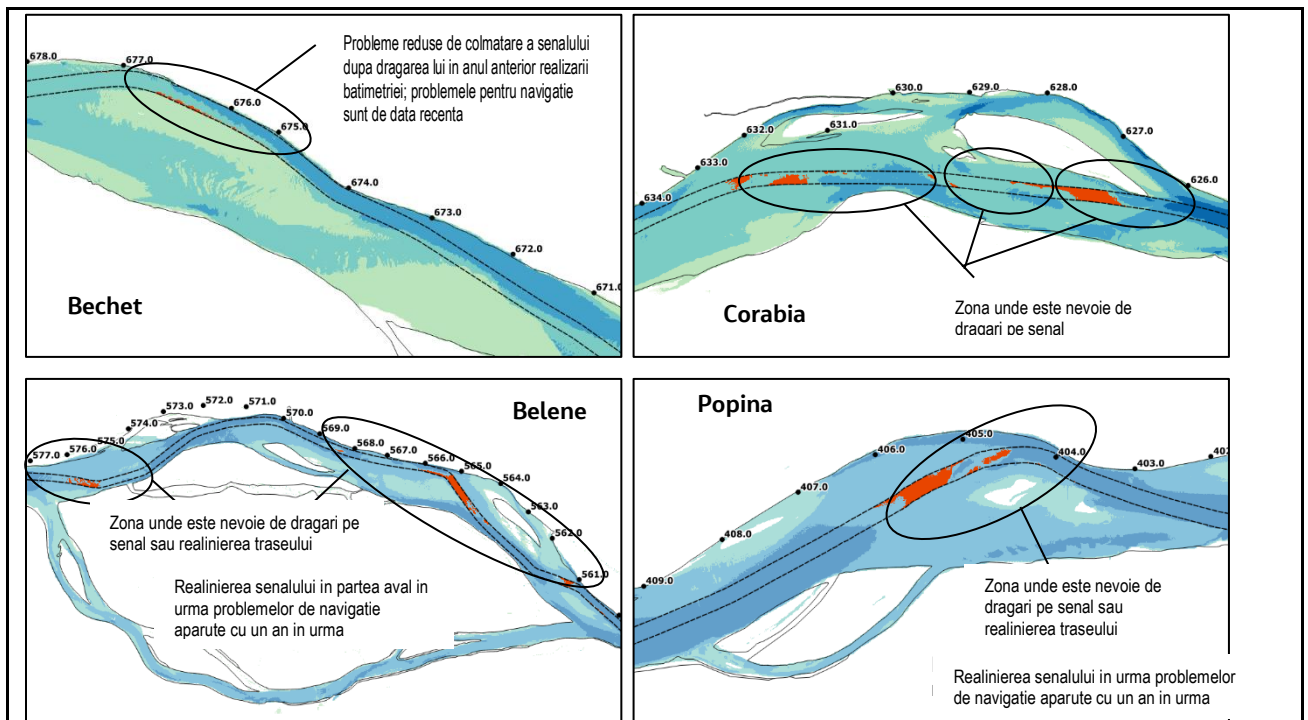 678.0
677.0
676.0
675.0
674.0
673.0
672.0
671.0
Probleme reduse de colmatare a senalului
dupa dragarea lui in anul anterior realizarii
batimetriei; problemele pentru navigatie
sunt de data recenta
Bechet
630.0
629.0
628.0
632.0
631.0
627.0
633.0
626.0
634.0
Corabia
Zona unde este nevoie de
dragari pe senal
573.0
572.0
571.0
570.0
574.0
569.0
575.0
568.0
576.0
567.0
577.0
566.0
565.0
564.0
563.0
562.0
561.0
Belene
Zona unde este nevoie de dragari pe
senal sau realinierea traseului
Realinierea senalului in partea aval in
urma problemelor de navigatie
aparute cu un an in urma
Popina
405.0
406.0
404.0
403.0
407.0
408.0
409.0
Zona unde este nevoie de
dragari pe senal sau
realinierea traseului
Realinierea senalului in urma problemelor
de navigatie aparute cu un an in urma